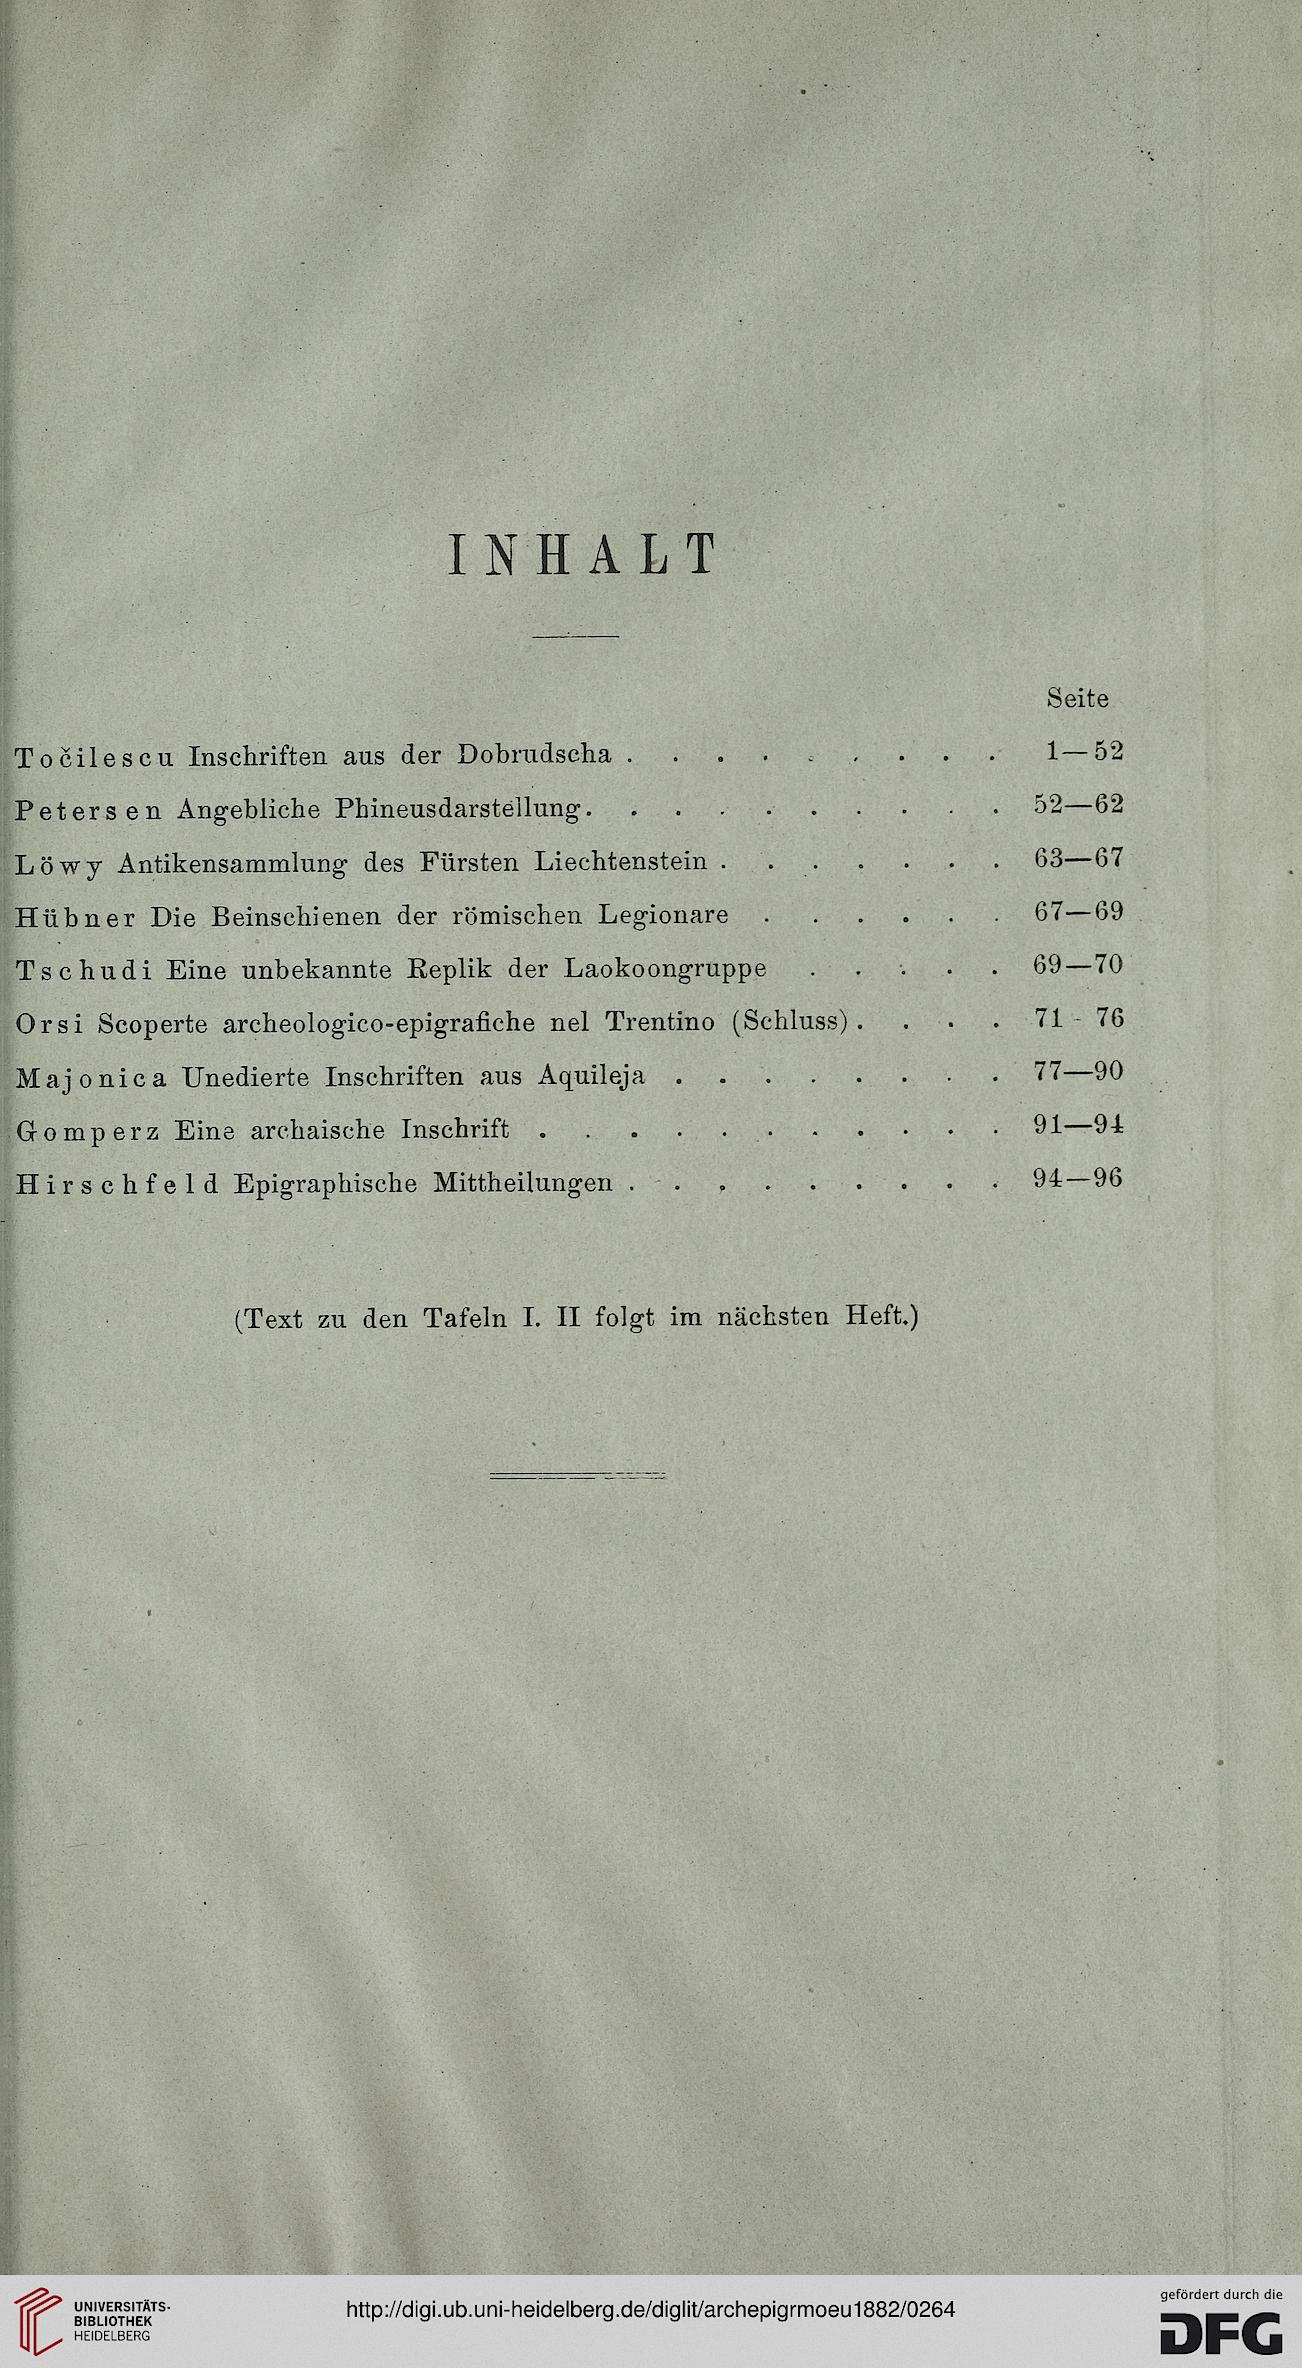 INHALT
Seite
Točilescu Inschriften aus der Dobrudscha . . . . . . . . . 1—52
Petersen Angebliche Phineusdarstellung. . . . . . . . . . 52—62
Löwy Antikensammlung des Fürsten Liechtenstein . . . . . . . 63—67
Hübner Die Beinschienen der römischen Legionare . . . . . . 67—69
Tschudi Eine unbekannte Replik der Laokoongruppe . . . . . 69—70
Orsi Scoperte archeologico-epigrafiche nel Trentino (Schluss). . . . 71-76
Majonica Unedierte Inschriften aus Aquileja . . . . . . . . 77—90
Gomperz Eine archaische Inschrift . . . . . . . . . . . 91—94
Hirschfeld Epigraphische Mittheilungen . . . . . . . . . 94—96
(Text zu den Tafeln I. II folgt im nächsten Heft.)
UNIVERSITÄTS-
BIBLIOTHEK
HEIDELBERG
http://digi.ub.uni-heidelberg.de/diglit/archepigrmoeu1882/0264
gefördert durch die
DFG